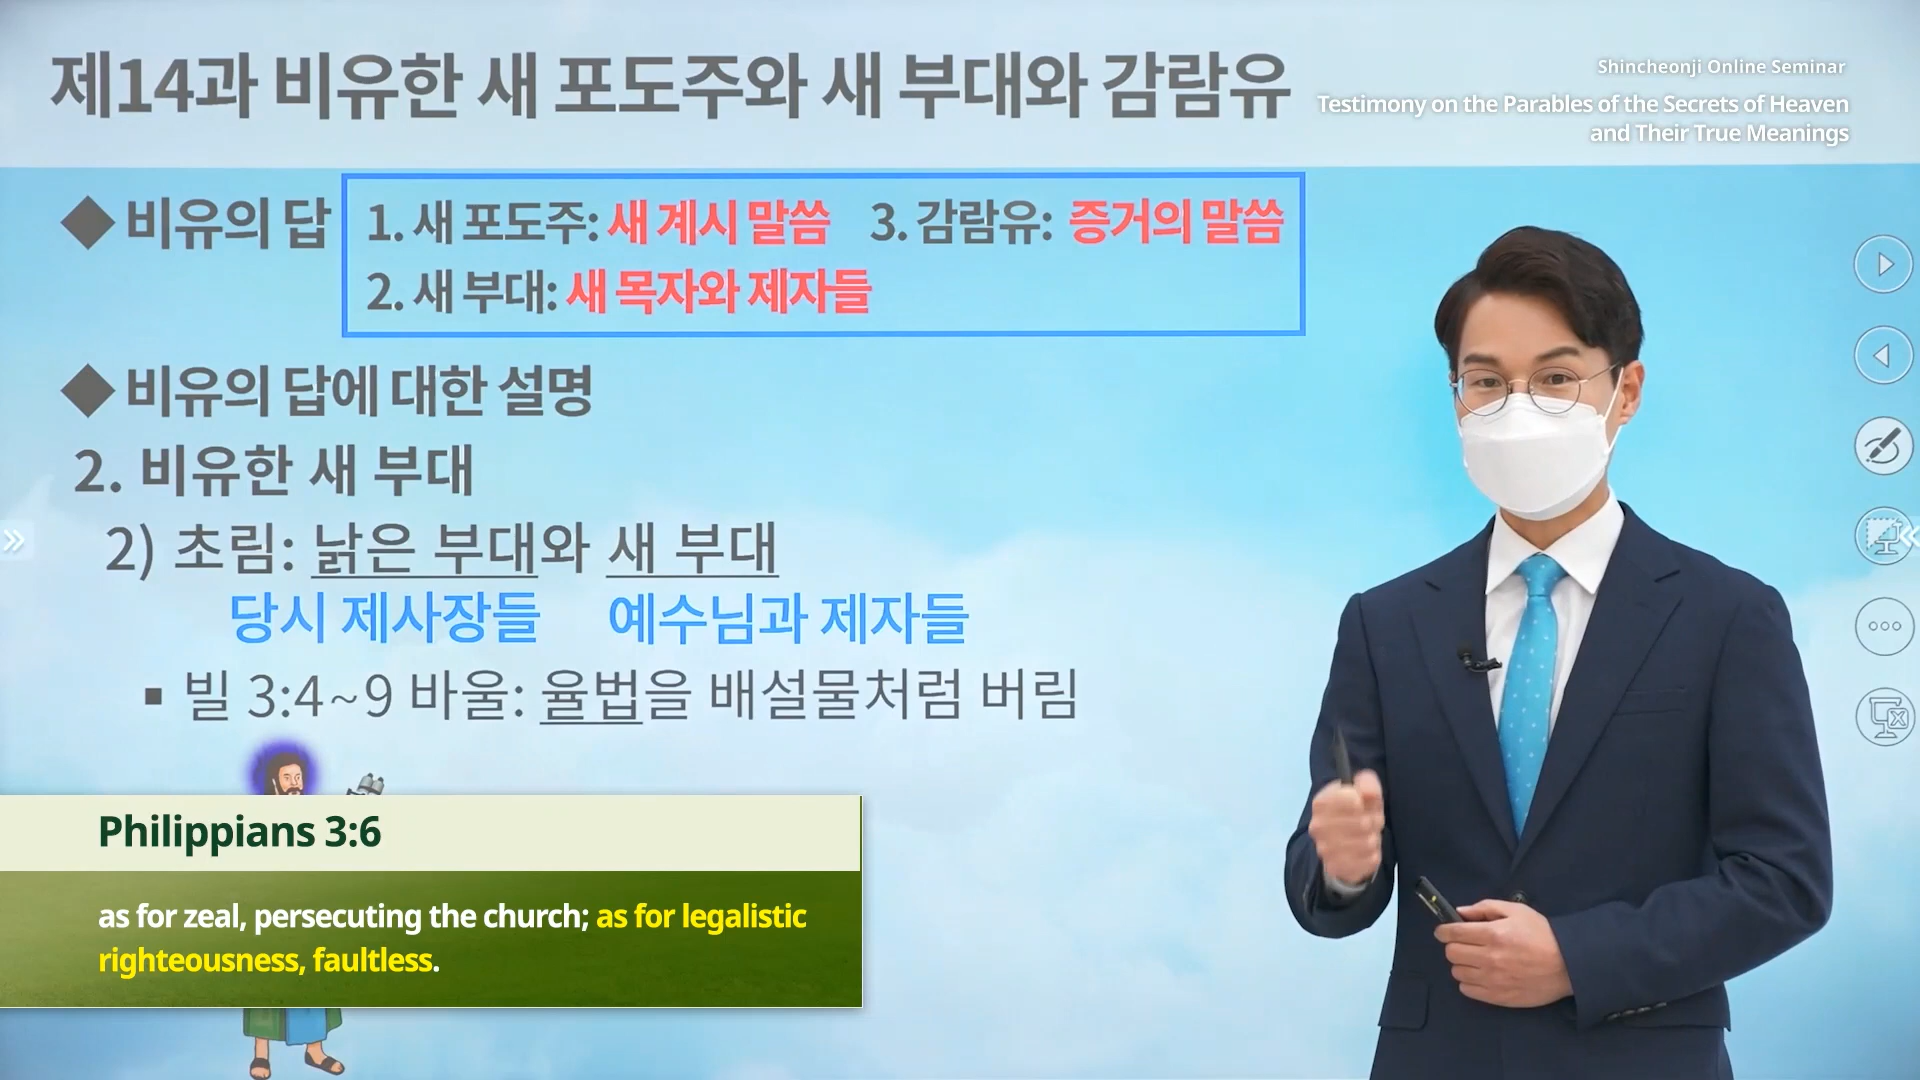 제14과 비유한 새 포도주와 새 부대와 감람유
Shincheonji Online Seminar
Testimony on the Parables of the Secrets of Heaven
and Their True Meanings
◆ 비유의 답
1. 새 포도주: 새 계시 말씀 3. 감람유: 증거의 말씀
2. 새 부대: 새 목자와 제자들
◆ 비유의 답에 대한 설명
2. 비유한 새 부대
2) 초림: 낡은 부대와 새 부대
당시 제사장들 예수님과 제자들
▪ 빌 3:4~9 바울: 율법을 배설물처럼 버림
Philippians 3:6
as for zeal, persecuting the church; as for legalistic
righteousness, faultless.